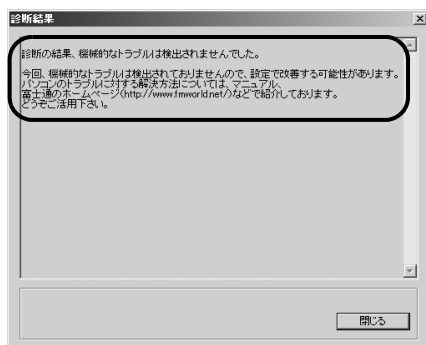 診断結果
診断の結果、機械的なトラブルは検出されませんでした。
今回、機械的なトラブルは検出されておりませんので、設定で改善する可能性があります。
パソコンのトラブルに対する解決方法については、マニュアル、
富士通のホームページ(http://www.fmworld.net/)などで紹介しております。
どうぞご活用下さい。
閉じる